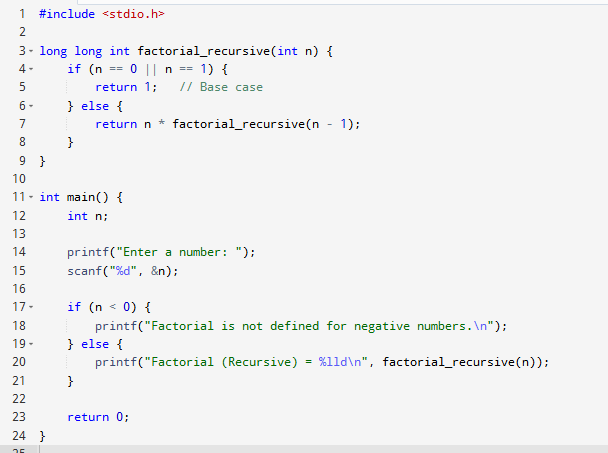 1 #include <stdio.h>
2
3 long long int factorial_recursive(int n) {
4     if (n == 0 || n == 1) {
5         return 1;   // Base case
6     } else {
7         return n * factorial_recursive(n - 1);
8     }
9 }
10
11 int main() {
12     int n;
13
14     printf("Enter a number: ");
15     scanf("%d", &n);
16
17     if (n < 0) {
18         printf("Factorial is not defined for negative numbers.\n");
19     } else {
20         printf("Factorial (Recursive) = %lld\n", factorial_recursive(n));
21     }
22
23     return 0;
24 }
25